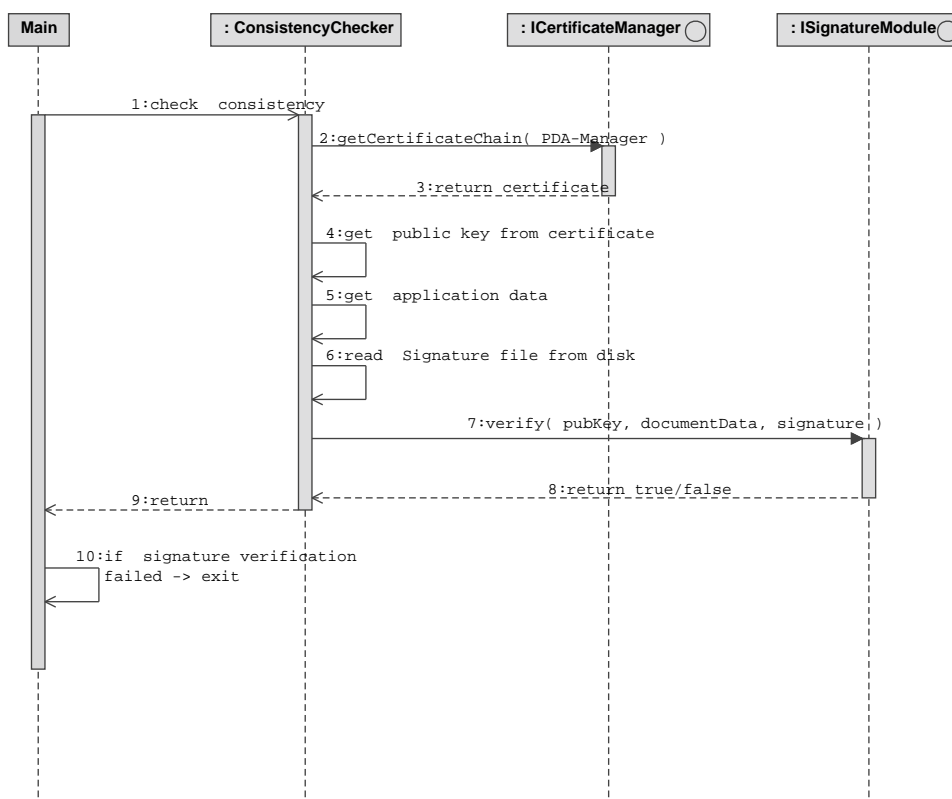 Main
: ConsistencyChecker
: ICertificateManager
: ISignatureModule
1:check consistency
2:getCertificateChain( PDA-Manager )
3:return certificate
4:get public key from certificate
5:get application data
6:read Signature file from disk
7:verify( pubKey, documentData, signature )
8:return true/false
9:return
10:if signature verification
failed -> exit